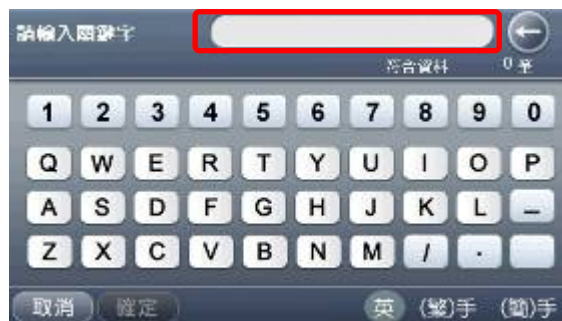 請輸入關鍵字
符合資料 0 筆
1 2 3 4 5 6 7 8 9 0
Q W E R T Y U I O P
A S D F G H J K L –
Z X C V B N M / .
取消 確定 英 (繁)手 (簡)手